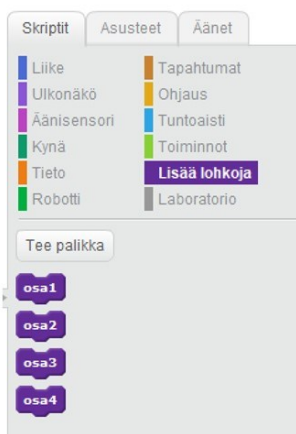 Skriptit Asusteet Äänet
Liike Tapahtumat
Ulkonäkö Ohjaus
Äänisensori Tuntoaisti
Kynä Toiminnot
Tieto Lisää lohkoja
Robotti Laboratorio
Tee palikka
osa1
osa2
osa3
osa4